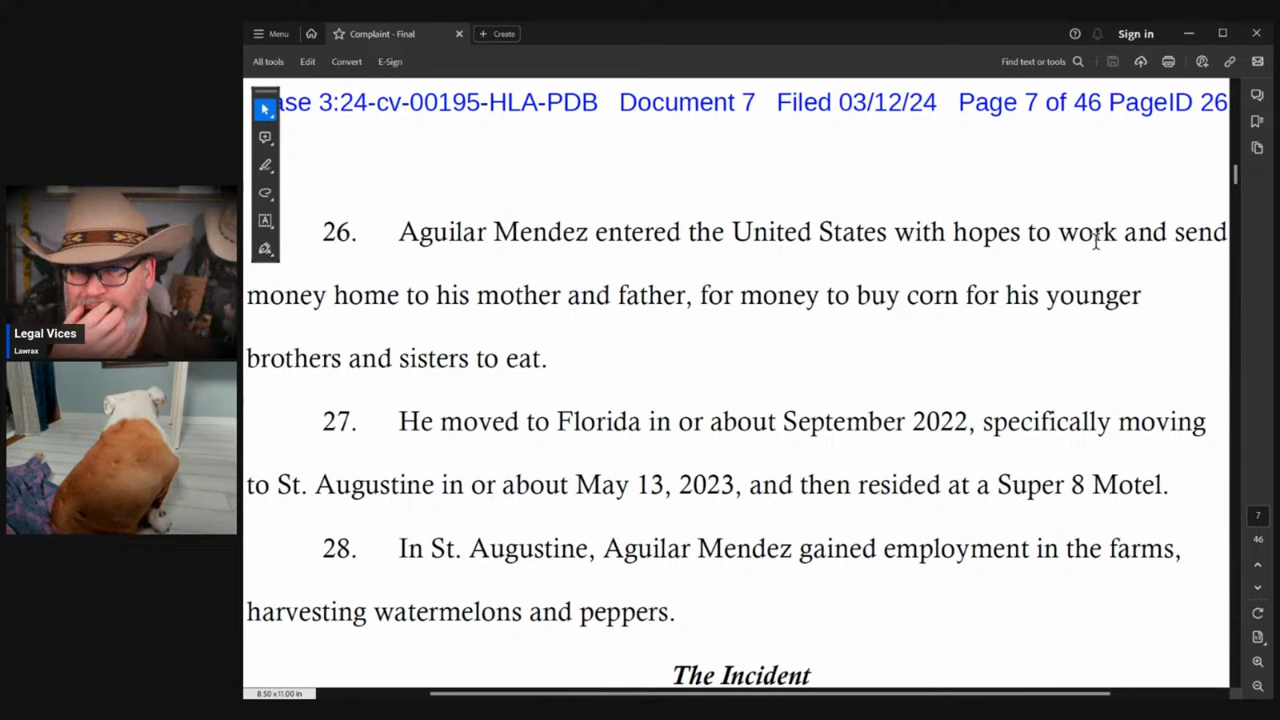 Menu
Complaint - Final
Create
Sign in
All tools
Edit
Convert
E-Sign
Find text or tools
ase 3:24-cv-00195-HLA-PDB Document 7 Filed 03/12/24 Page 7 of 46 PageID 26
26. Aguilar Mendez entered the United States with hopes to work and send
money home to his mother and father, for money to buy corn for his younger
brothers and sisters to eat.
27. He moved to Florida in or about September 2022, specifically moving
to St. Augustine in or about May 13, 2023, and then resided at a Super 8 Motel.
28. In St. Augustine, Aguilar Mendez gained employment in the farms,
harvesting watermelons and peppers.
The Incident
Legal Vices
Lawrax
7
46
8.50 x 11.00 in